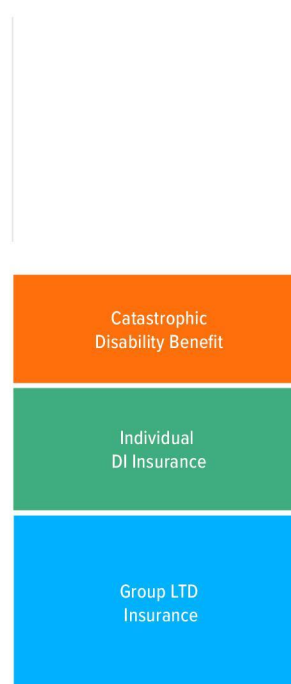 Catastrophic
Disability Benefit
Individual
DI Insurance
Group LTD
Insurance